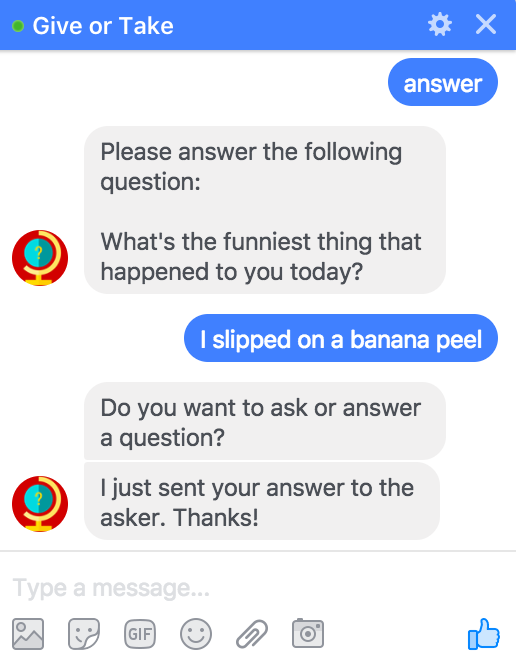 Give or Take
answer
Please answer the following
question:
What's the funniest thing that
happened to you today?
?
I slipped on a banana peel
Do you want to ask or answer
a question?
I just sent your answer to the
asker. Thanks!
?
Type a message...
GIF